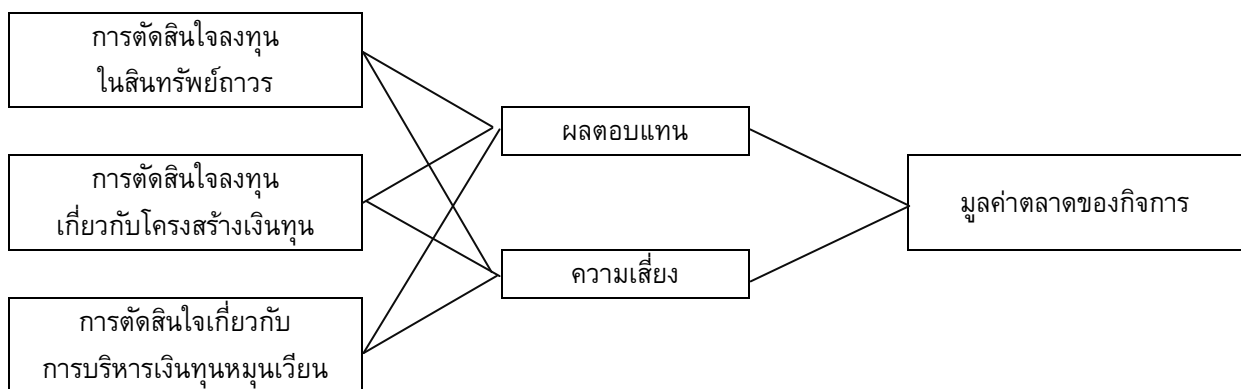 การตัดสินใจลงทุน
ในสินทรัพย์ถาวร
การตัดสินใจลงทุน
เกี่ยวกับโครงสร้างเงินทุน
การตัดสินใจเกี่ยวกับ
การบริหารเงินทุนหมุนเวียน
ผลตอบแทน
ความเสี่ยง
มูลค่าตลาดของกิจการ